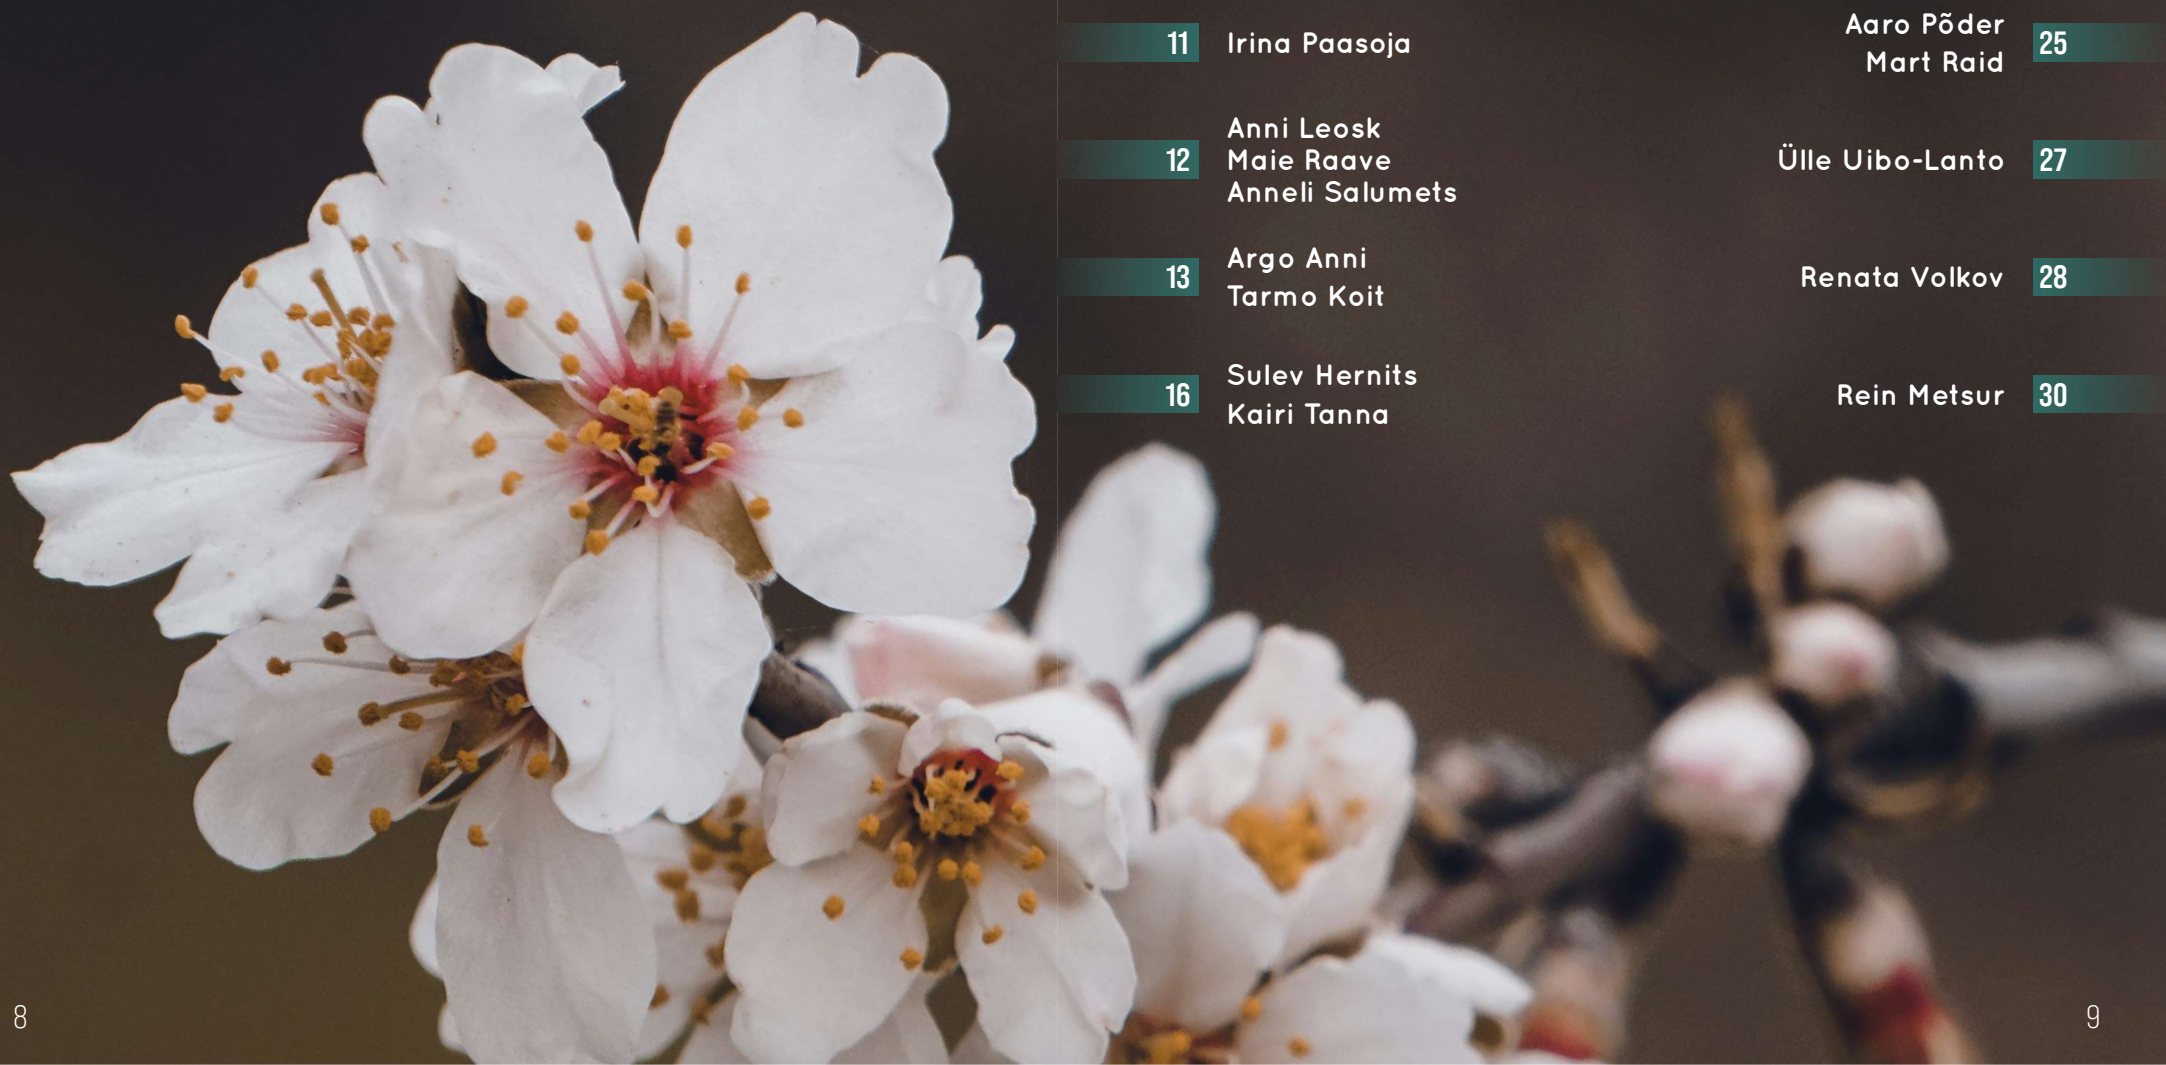 11
Irina Paasoja
12
Anni Leosk
Maie Raave
Anneli Salumets
13
Argo Anni
Tarmo Koit
16
Sulev Hernits
Kairi Tanna
Aaro Põder
Mart Raid
25
Ülle Uibo-Lanto
27
Renata Volkov
28
Rein Metsur
30
8
9